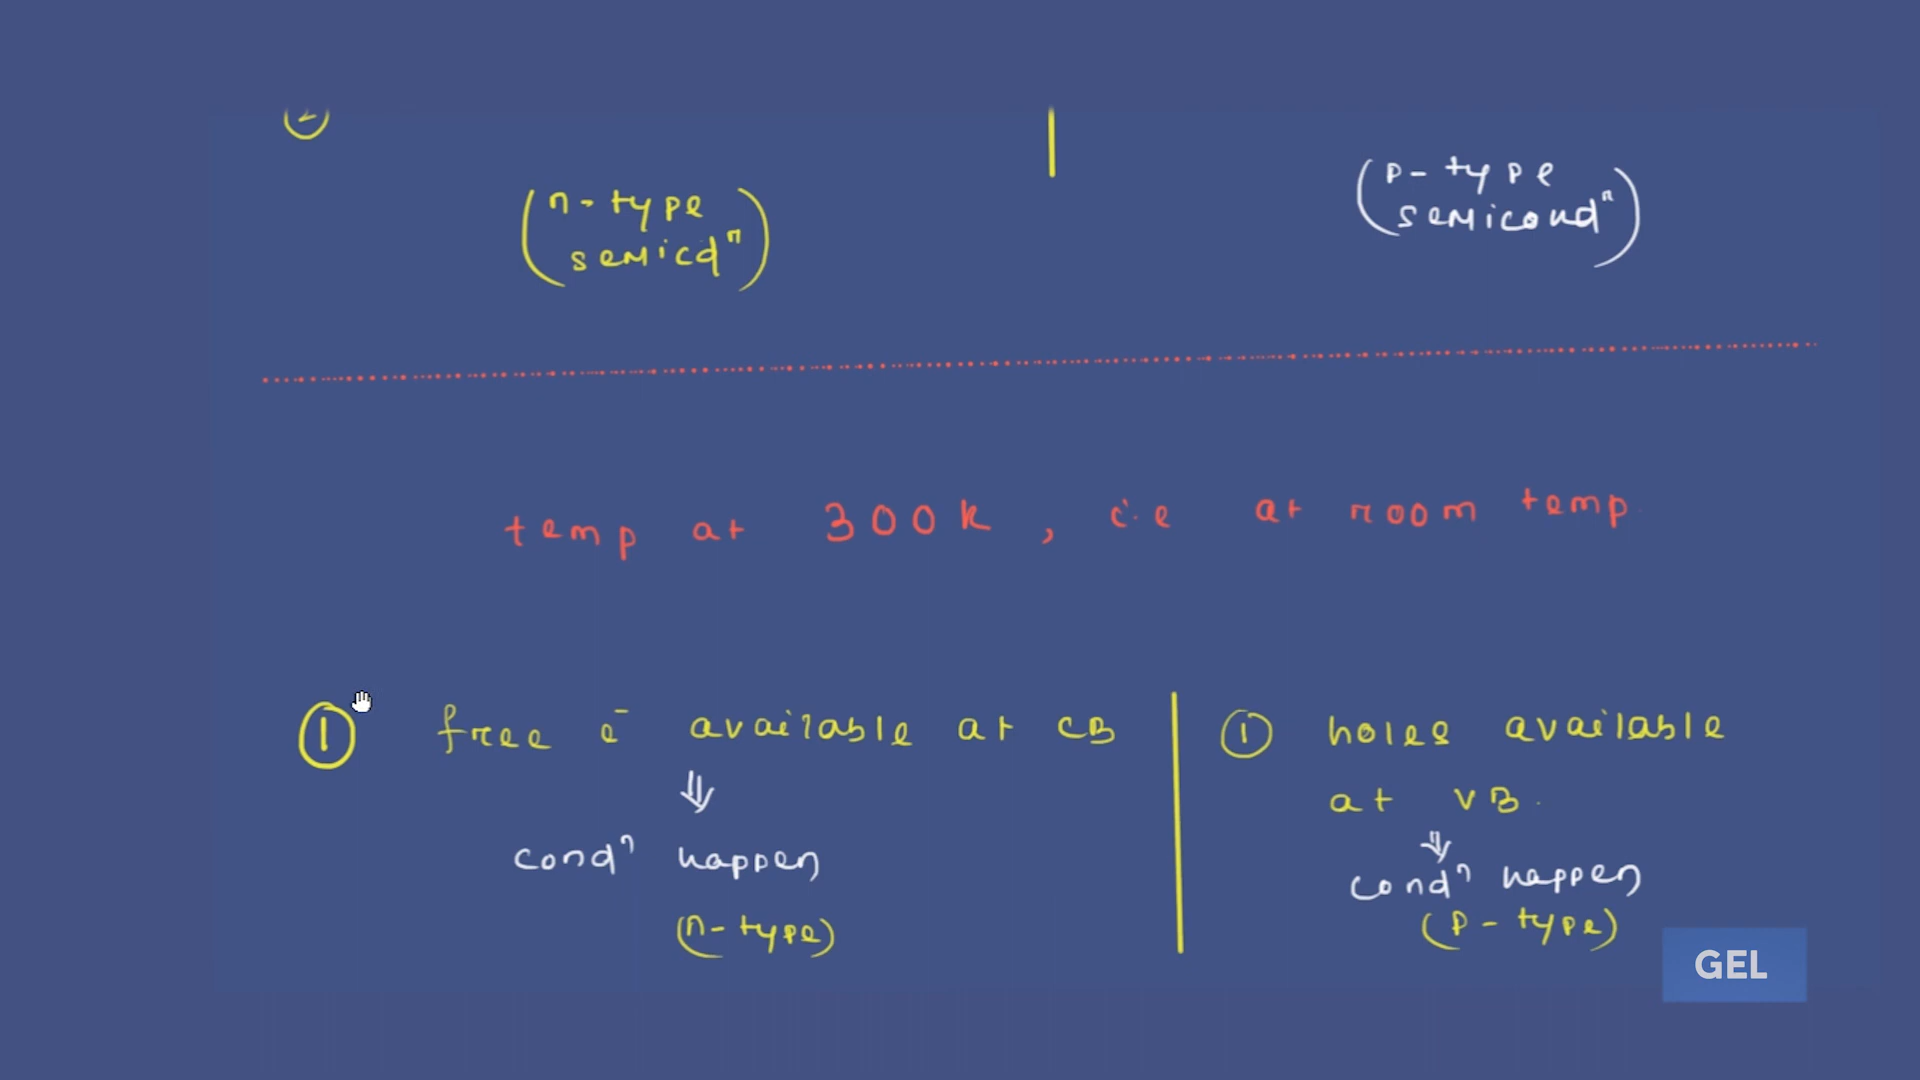 ②
(n-type
semicdⁿ)
(p-type
semicondⁿ)
temp at 300k, i.e at room temp.
① free e⁻ available at CB
⇓
condⁿ happen
(n-type)
① holes available
at VB.
⇓
condⁿ happen
(p-type)
GEL